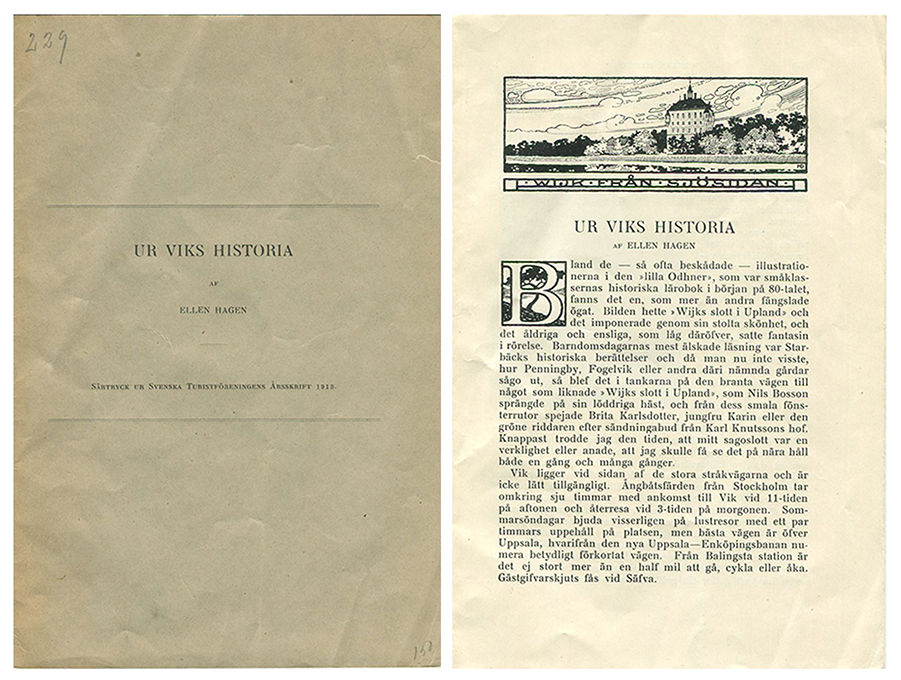 229
UR VIKS HISTORIA
AF
ELLEN HAGEN
SÄRTRYCK UR SVENSKA TURISTFÖRENINGENS ÅRSSKRIFT 1913.
150
·WIJK·FRÅN·SJÖSIDAN·
UR VIKS HISTORIA
AF ELLEN HAGEN
Bland de — så ofta beskådade — illustratio-
nerna i den »lilla Odhner», som var småklas-
sernas historiska lärobok i början på 80-talet,
fanns det en, som mer än andra fängslade
ögat. Bilden hette »Wijks slott i Upland» och
det imponerade genom sin stolta skönhet, och
det åldriga och ensliga, som låg däröfver, satte fantasin
i rörelse. Barndomsdagarnas mest älskade läsning var Star-
bäcks historiska berättelser och då man nu inte visste,
hur Penningby, Fogelvik eller andra däri nämnda gårdar
sågo ut, så blef det i tankarna på den branta vägen till
något som liknade »Wijks slott i Upland», som Nils Bosson
sprängde på sin löddriga häst, och från dess smala föns-
terrutor spejade Brita Karlsdotter, jungfru Karin eller den
gröne riddaren efter sändningabud från Karl Knutssons hof.
Knappast trodde jag den tiden, att mitt sagoslott var en
verklighet eller anade, att jag skulle få se det på nära håll
både en gång och många gånger.
Vik ligger vid sidan af de stora stråkvägarna och är
icke lätt tillgängligt. Ångbåtsfärden från Stockholm tar
omkring sju timmar med ankomst till Vik vid 11-tiden
på aftonen och återresa vid 3-tiden på morgonen. Som-
marsöndagar bjuda visserligen på lustresor med ett par
timmars uppehåll på platsen, men bästa vägen är öfver
Uppsala, hvarifrån den nya Uppsala—Enköpingsbanan nu-
mera betydligt förkortat vägen. Från Balingsta station är
det ej stort mer än en half mil att gå, cykla eller åka.
Gästgifvarskjuts fås vid Säfva.